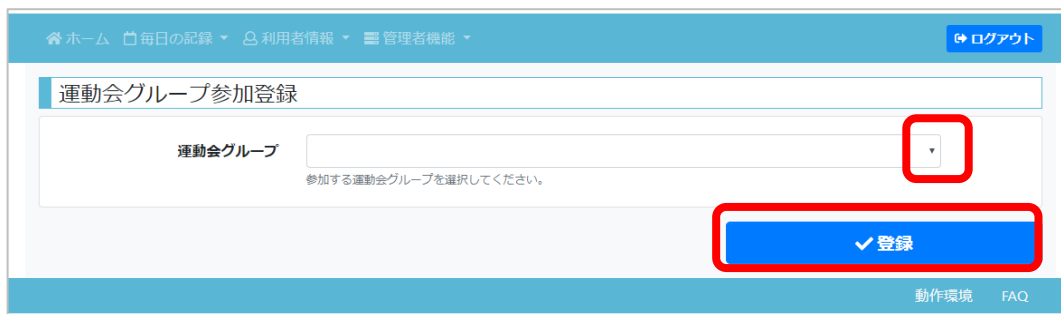 ホーム 毎日の記録 利用者情報 管理者機能 ログアウト
運動会グループ参加登録
運動会グループ
参加する運動会グループを選択してください。
登録
動作環境 FAQ